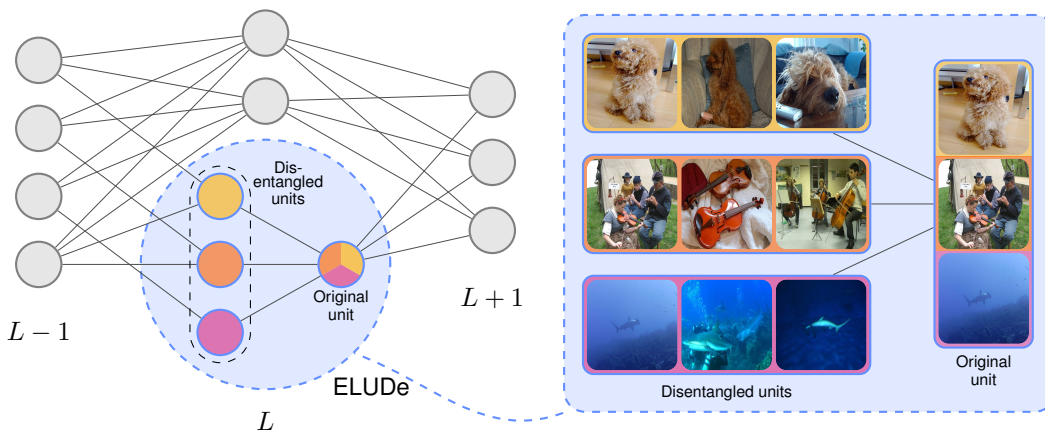 Dis-
entangled
units
Original
unit
L − 1
L + 1
ELUDe
L
Disentangled units
Original
unit